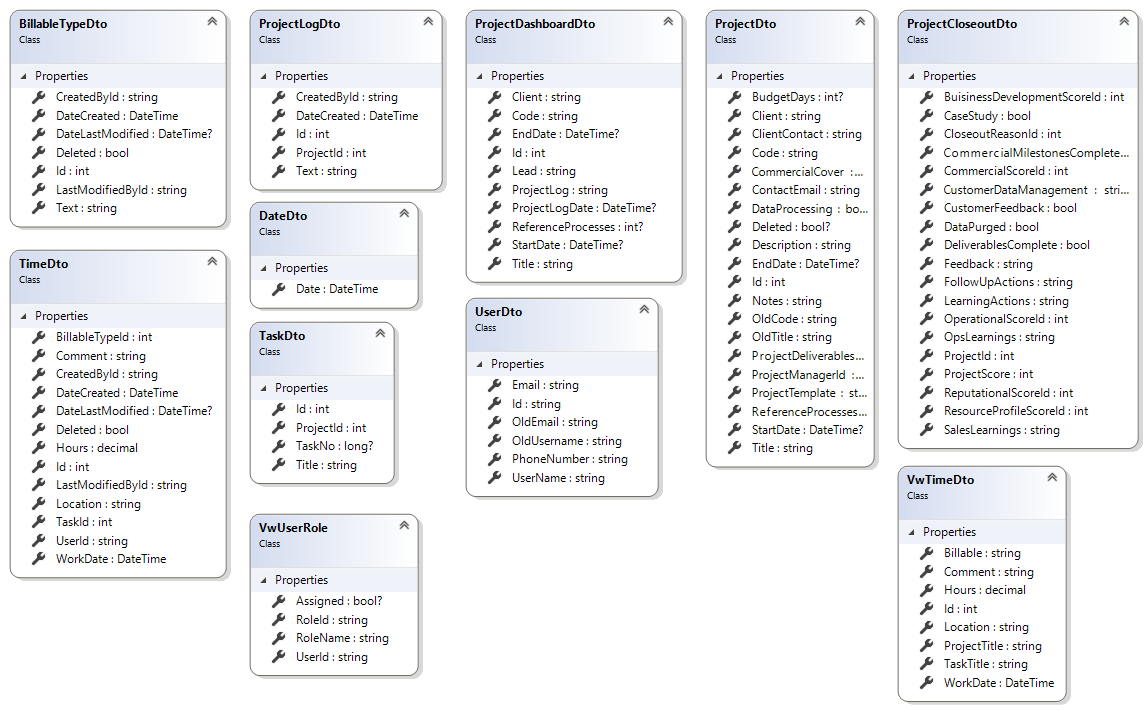 BillableTypeDto
Class
Properties
CreatedById : string
DateCreated : DateTime
DateLastModified : DateTime?
Deleted : bool
Id : int
LastModifiedById : string
Text : string
TimeDto
Class
Properties
BillableTypeId : int
Comment : string
CreatedById : string
DateCreated : DateTime
DateLastModified : DateTime?
Deleted : bool
Hours : decimal
Id : int
LastModifiedById : string
Location : string
TaskId : int
UserId : string
WorkDate : DateTime
ProjectLogDto
Class
Properties
CreatedById : string
DateCreated : DateTime
Id : int
ProjectId : int
Text : string
DateDto
Class
Properties
Date : DateTime
TaskDto
Class
Properties
Id : int
ProjectId : int
TaskNo : long?
Title : string
VwUserRole
Class
Properties
Assigned : bool?
RoleId : string
RoleName : string
UserId : string
ProjectDashboardDto
Class
Properties
Client : string
Code : string
EndDate : DateTime?
Id : int
Lead : string
ProjectLog : string
ProjectLogDate : DateTime?
ReferenceProcesses : int?
StartDate : DateTime?
Title : string
UserDto
Class
Properties
Email : string
Id : string
OldEmail : string
OldUsername : string
PhoneNumber : string
UserName : string
ProjectDto
Class
Properties
BudgetDays : int?
Client : string
ClientContact : string
Code : string
CommercialCover :...
ContactEmail : string
DataProcessing : bo...
Deleted : bool?
Description : string
EndDate : DateTime?
Id : int
Notes : string
OldCode : string
OldTitle : string
ProjectDeliverables...
ProjectManagerId :...
ProjectTemplate : st...
ReferenceProcesses...
StartDate : DateTime?
Title : string
ProjectCloseoutDto
Class
Properties
BuisinessDevelopmentScoreId : int
CaseStudy : bool
CloseoutReasonId : int
CommercialMilestonesComplete...
CommercialScoreId : int
CustomerDataManagement : stri...
CustomerFeedback : bool
DataPurged : bool
DeliverablesComplete : bool
Feedback : string
FollowUpActions : string
LearningActions : string
OperationalScoreId : int
OpsLearnings : string
ProjectId : int
ProjectScore : int
ReputationalScoreId : int
ResourceProfileScoreId : int
SalesLearnings : string
VwTimeDto
Class
Properties
Billable : string
Comment : string
Hours : decimal
Id : int
Location : string
ProjectTitle : string
TaskTitle : string
WorkDate : DateTime